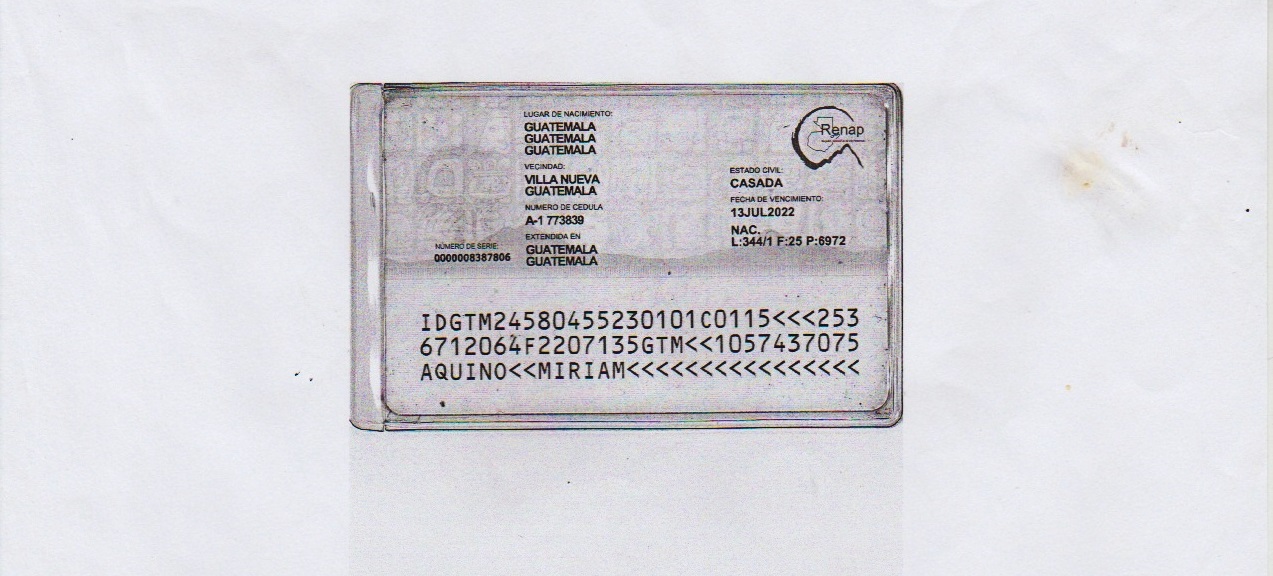 LUGAR DE NACIMIENTO:
GUATEMALA
GUATEMALA
GUATEMALA
VECINDAD:
VILLA NUEVA
GUATEMALA
NUMERO DE CEDULA
A-1 773839
EXTENDIDA EN
GUATEMALA
GUATEMALA
NÚMERO DE SERIE:
0000008387806
Renap
ESTADO CIVIL:
CASADA
FECHA DE VENCIMIENTO:
13JUL2022
NAC.
L:344/1 F:25 P:6972
IDGTM24580455230101C0115<<<253
6712064F2207135GTM<<1057437075
AQUINO<<MIRIAM<<<<<<<<<<<<<<<<